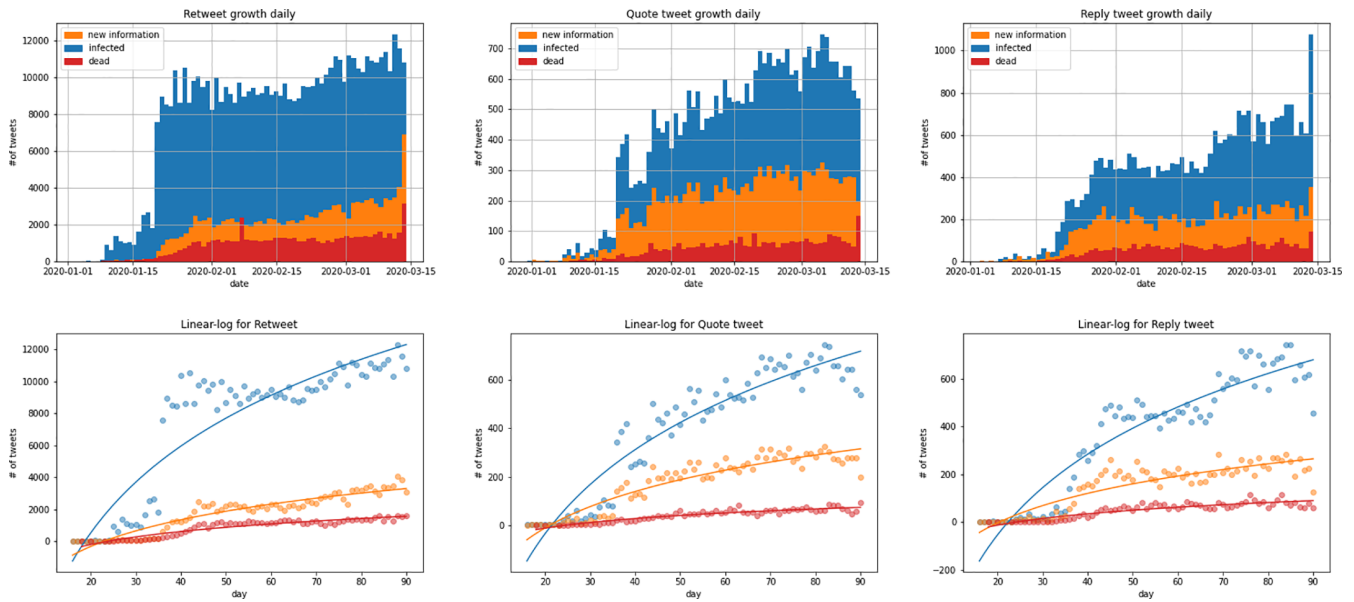 Retweet growth daily
new information
infected
dead
12000
10000
8000
6000
4000
2000
0
# of tweets
2020-01-01 2020-01-15 2020-02-01 2020-02-15 2020-03-01 2020-03-15
date
Quote tweet growth daily
new information
infected
dead
700
600
500
400
300
200
100
0
# of tweets
2020-01-01 2020-01-15 2020-02-01 2020-02-15 2020-03-01 2020-03-15
date
Reply tweet growth daily
new information
infected
dead
1000
800
600
400
200
0
#of tweets
2020-01-01 2020-01-15 2020-02-01 2020-02-15 2020-03-01 2020-03-15
date
Linear-log for Retweet
12000
10000
8000
6000
4000
2000
0
# of tweets
20 30 40 50 60 70 80 90
day
Linear-log for Quote tweet
600
400
200
0
# of tweets
20 30 40 50 60 70 80 90
day
Linear-log for Reply tweet
600
400
200
0
−200
# of tweets
20 30 40 50 60 70 80 90
day